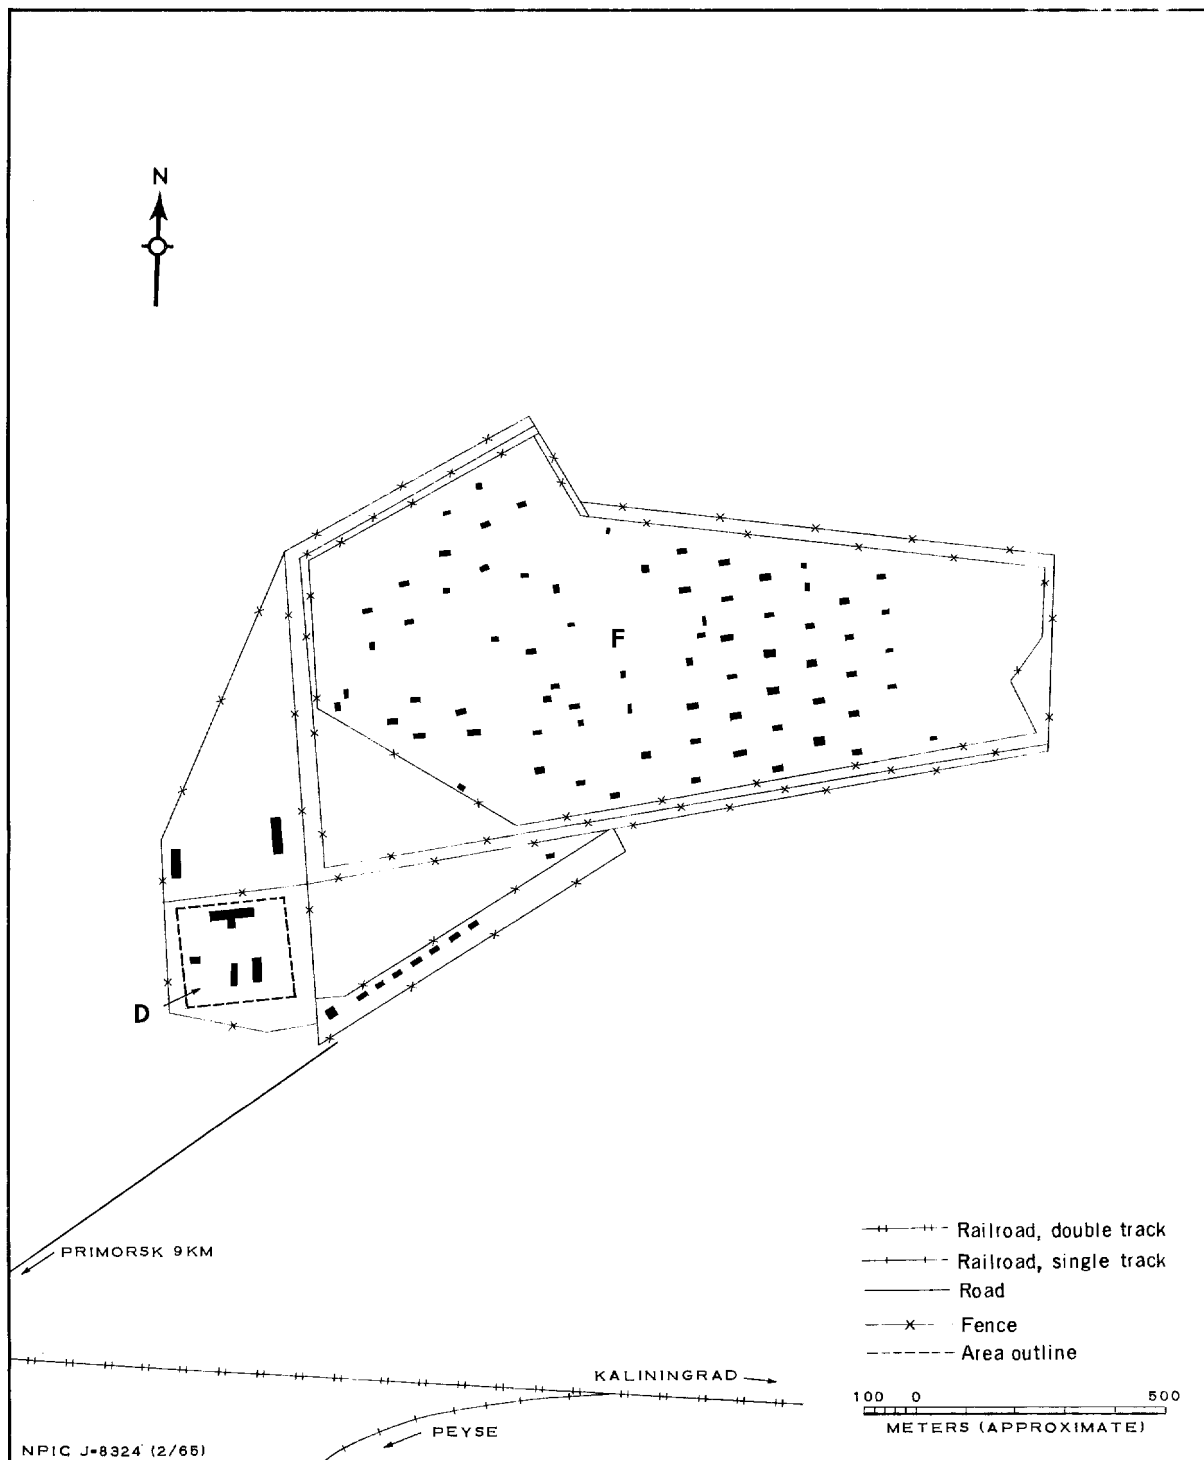 N
F
D
PRIMORSK 9KM
Railroad, double track
Railroad, single track
Road
Fence
Area outline
KALININGRAD
100 0 500
METERS (APPROXIMATE)
PEYSE
NPIC J-8324 (2/65)